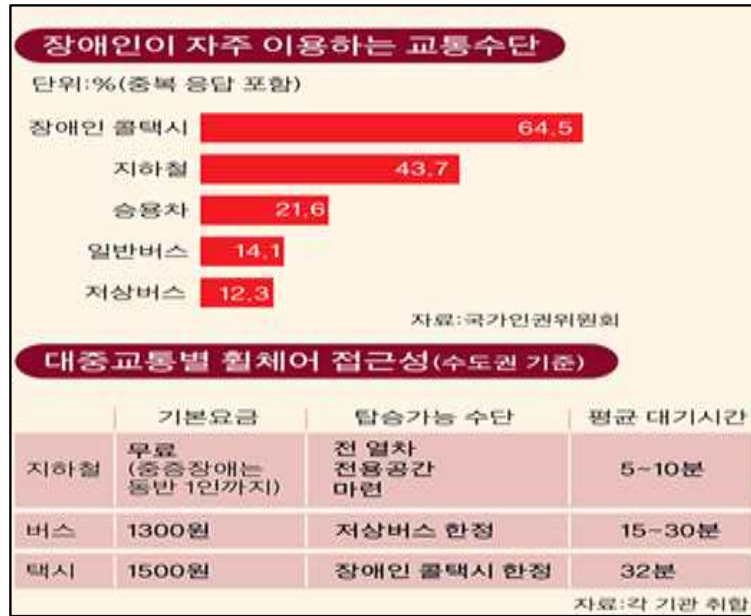 장애인이 자주 이용하는 교통수단
단위:%(중복 응답 포함)
장애인 콜택시 64.5
지하철 43.7
승용차 21.6
일반버스 14.1
저상버스 12.3
자료:국가인권위원회
대중교통별 휠체어 접근성(수도권 기준)
기본요금 탑승가능 수단 평균 대기시간
지하철 무료 (중증장애는 동반 1인까지) 전 열차 전용공간 마련 5~10분
버스 1300원 저상버스 한정 15~30분
택시 1500원 장애인 콜택시 한정 32분
자료:각 기관 취합